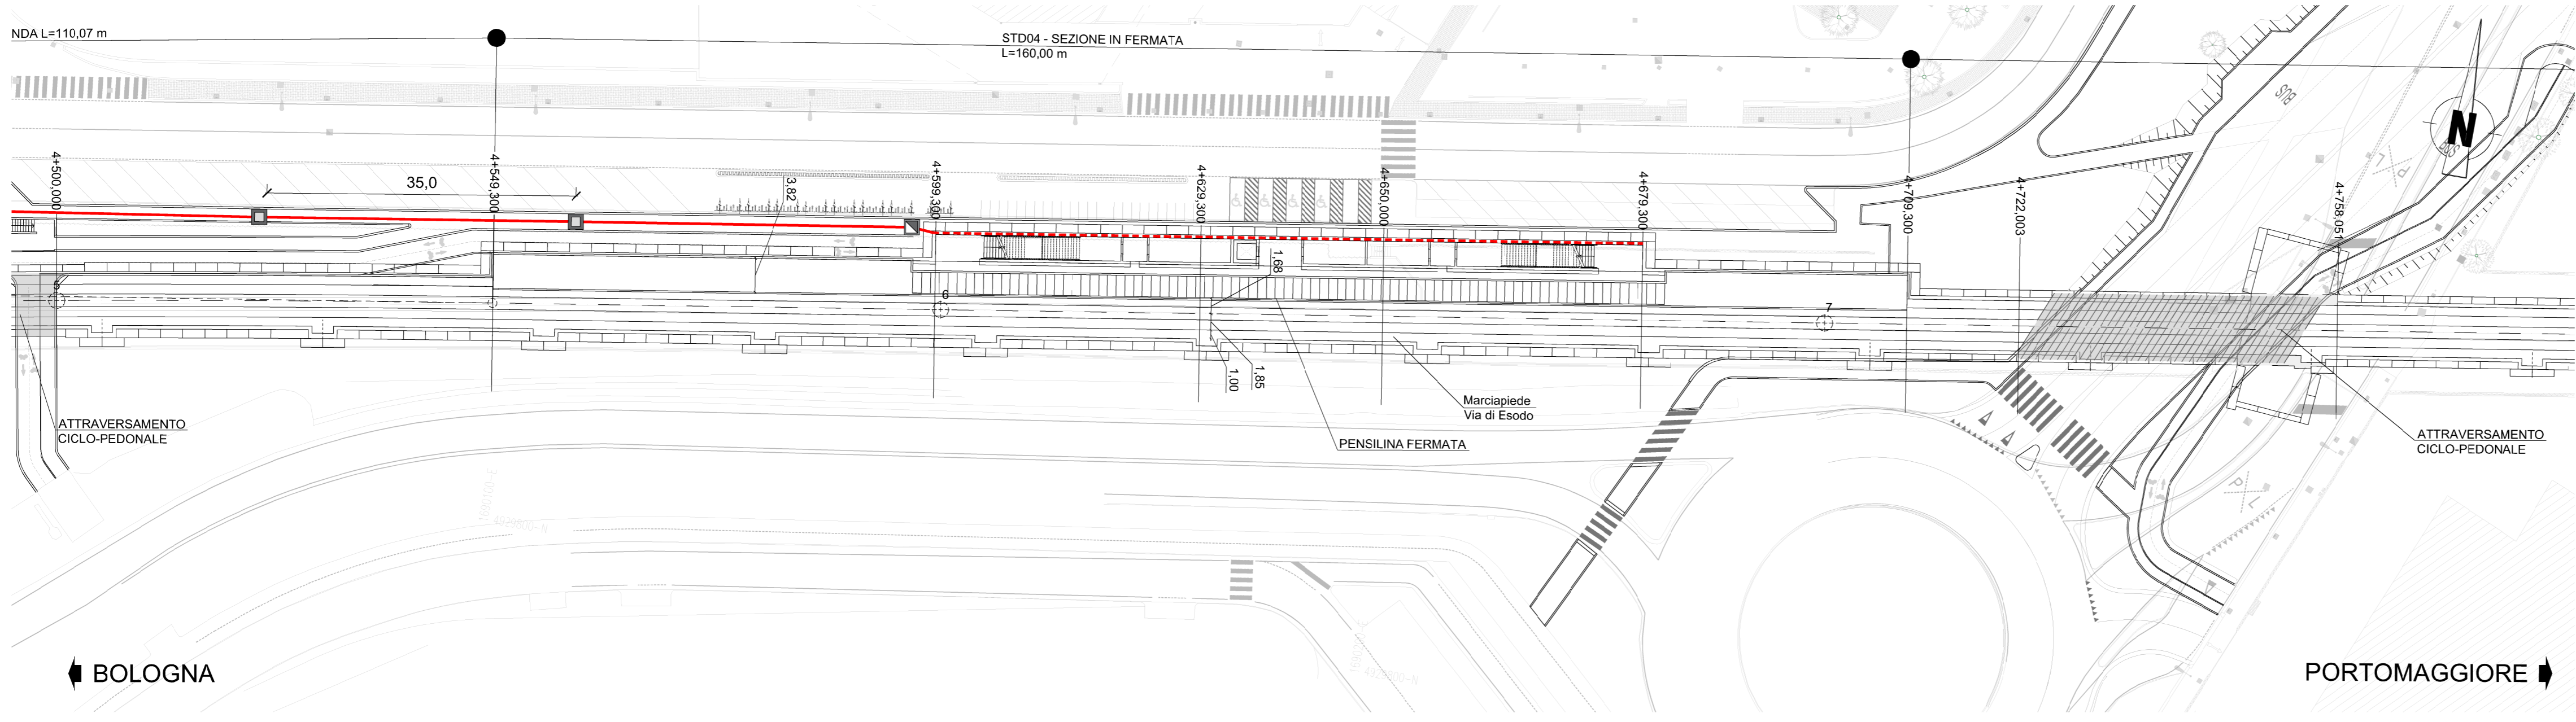 NDA L=110,07 m
STD04 - SEZIONE IN FERMATA
L=160,00 m
BUS
N
4+500,000
35,0
4+549,300
3,82
4+599,300
4+629,300
4+650,000
4+679,300
4+709,300
4+722,003
4+758,051
5
6
7
1,68
1,85
1,00
Marciapiede
Via di Esodo
PENSILINA FERMATA
ATTRAVERSAMENTO
CICLO-PEDONALE
ATTRAVERSAMENTO
CICLO-PEDONALE
4929800-N
BOLOGNA
PORTOMAGGIORE